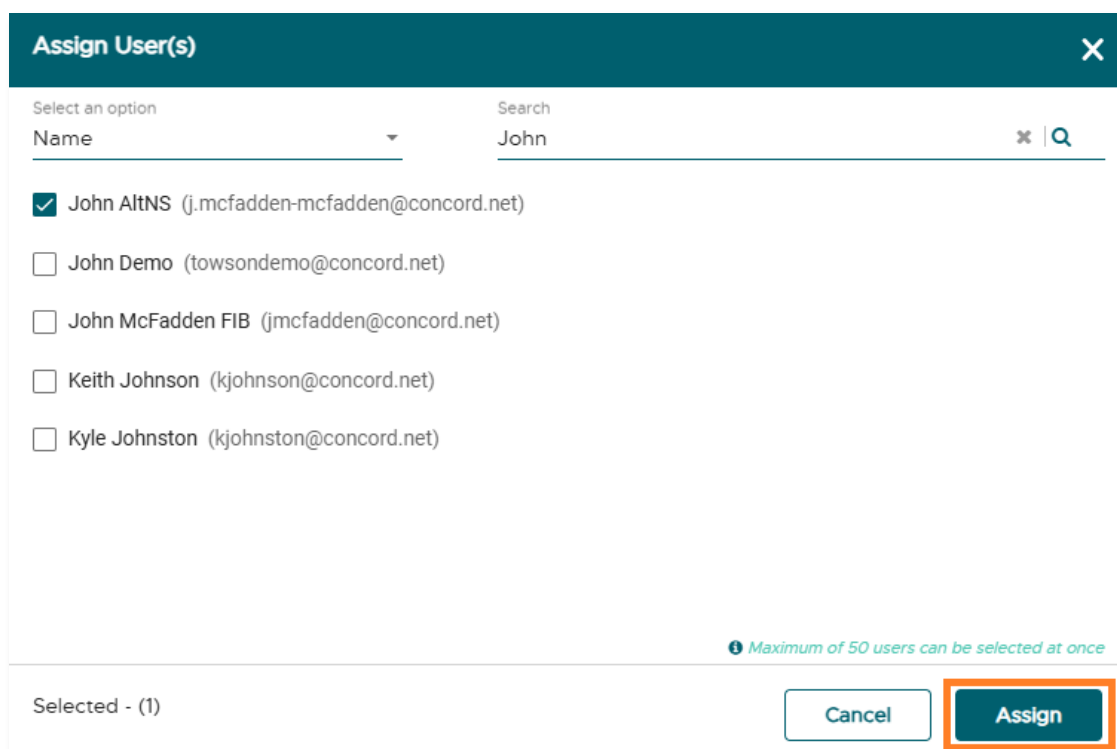 Assign User(s)
Select an option
Search
Name
John
John AltNS (j.mcfadden-mcfadden@concord.net)
John Demo (towsondemo@concord.net)
John McFadden FIB (jmcfadden@concord.net)
Keith Johnson (kjohnson@concord.net)
Kyle Johnston (kjohnston@concord.net)
Maximum of 50 users can be selected at once
Selected - (1)
Cancel
Assign